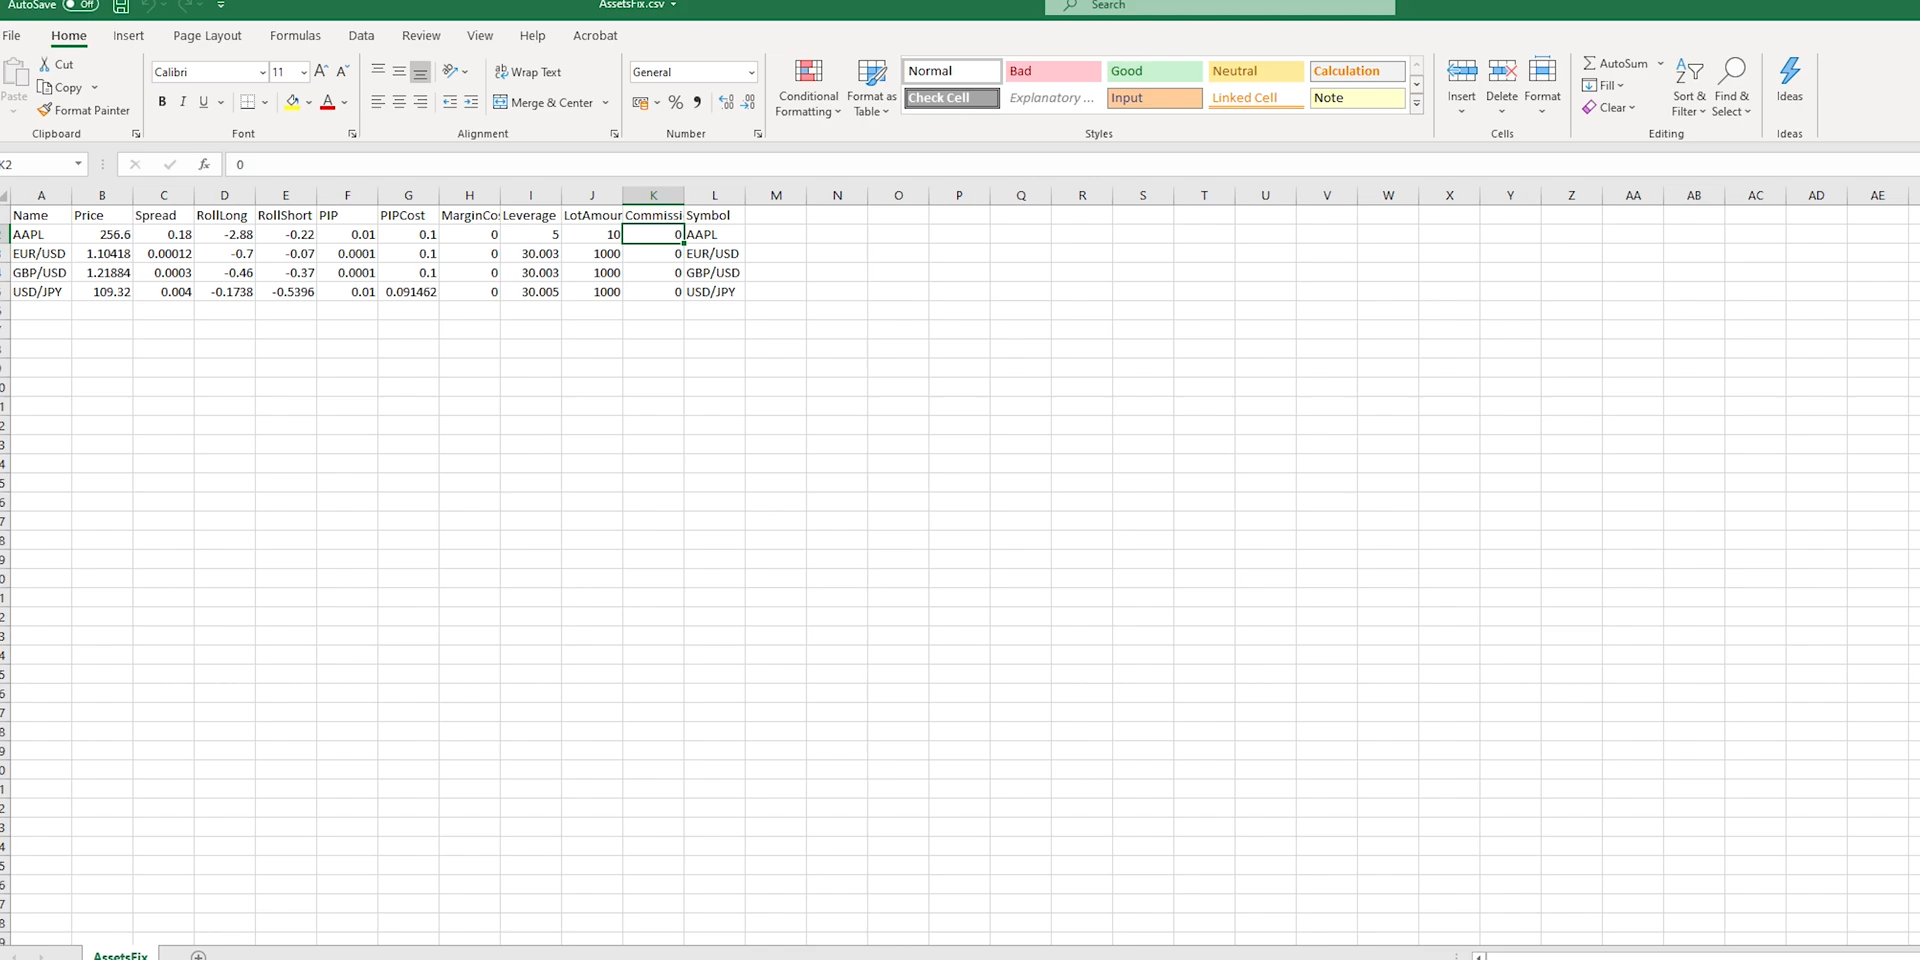 AutoSave Off AssetsFix.csv Search
File Home Insert Page Layout Formulas Data Review View Help Acrobat
Paste Cut Copy Format Painter Clipboard
Calibri 11 A A B I U A Font
Wrap Text Merge & Center Alignment
General % 9 Number
Conditional Formatting Format as Table
Normal Bad Good Neutral Calculation
Check Cell Explanatory ... Input Linked Cell Note
Styles
Insert Delete Format Cells
AutoSum Fill Clear Sort & Filter Find & Select Editing
Ideas Ideas
K2 fx 0
A B C D E F G H I J K L M N O P Q R S T U V W X Y Z AA AB AC AD AE
Name Price Spread RollLong RollShort PIP PIPCost MarginCos Leverage LotAmour Commissi Symbol
AAPL 256.6 0.18 -2.88 -0.22 0.01 0.1 0 5 10 0 AAPL
EUR/USD 1.10418 0.00012 -0.7 -0.07 0.0001 0.1 0 30.003 1000 0 EUR/USD
GBP/USD 1.21884 0.0003 -0.46 -0.37 0.0001 0.1 0 30.003 1000 0 GBP/USD
USD/JPY 109.32 0.004 -0.1738 -0.5396 0.01 0.091462 0 30.005 1000 0 USD/JPY
AssetsFix